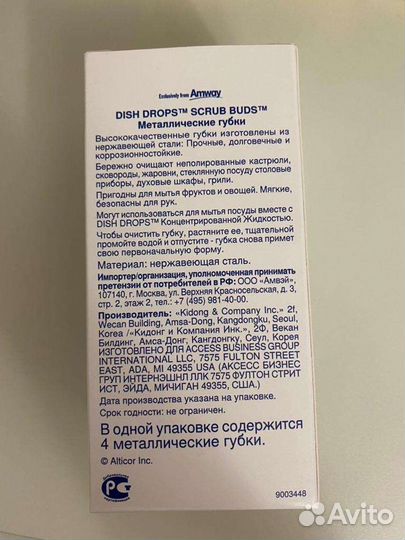 Exclusively from Amway
DISH DROPS™ SCRUB BUDS™
Металлические губки
Высококачественные губки изготовлены из
нержавеющей стали: Прочные, долговечные и
коррозионностойкие.
Бережно очищают неполированные кастрюли,
сковороды, жаровни, стеклянную посуду столовые
приборы, духовые шкафы, грили.
Пригодны для мытья фруктов и овощей. Мягкие,
безопасны для рук.
Могут использоваться для мытья посуды вместе с
DISH DROPS™ Концентрированной Жидкостью.
Чтобы очистить губку, растяните ее, тщательно
промойте водой и отпустите - губка снова примет
свою первоначальную форму.
Материал: нержавеющая сталь.
Импортер/организация, уполномоченная принимать
претензии от потребителей в РФ: ООО «Амвэй»,
107140, г. Москва, ул. Верхняя Красносельская, д. 3,
стр. 2, этаж 2, тел.: +7 (495) 981-40-00.
Производитель: «Kidong & Company Inc.» 2f,
Wecan Building, Amsa-Dong, Kangdongku, Seoul,
Korea /«Кидонг и Компания Инк.», 2Ф, Векан
Билдинг, Амса-Донг, Кангдонгку, Сеул, Корея
ИЗГОТОВЛЕНО ДЛЯ ACCESS BUSINESS GROUP
INTERNATIONAL LLC, 7575 FULTON STREET
EAST, ADA, MI 49355 USA (АКСЕСС БИЗНЕС
ГРУП ИНТЕРНЭШНЛ ЛЛК 7575 ФУЛТОН СТРИТ
ИСТ, ЭЙДА, МИЧИГАН 49355, США.)
Дата производства указана на упаковке.
Срок годности: не ограничен.
В одной упаковке содержится
4 металлические губки.
© Alticor Inc.
9003448
Avito